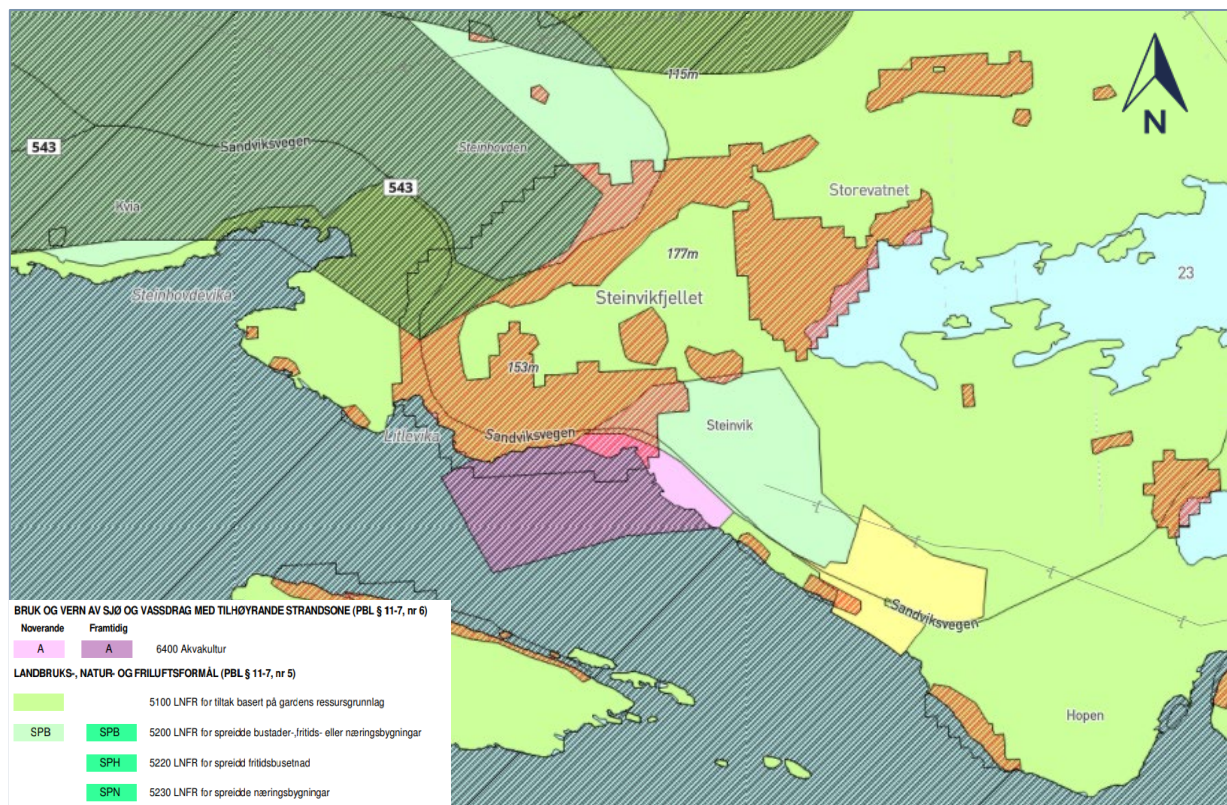 115m
N
543
Sandviksvegen
Steinhovden
543
Storevatnet
Kvia
177m
23
Steinhovdevika
Steinvikfjellet
153m
Steinvik
Litlevika
Sandviksvegen
Sandviksvegen
Hopen
BRUK OG VERN AV SJØ OG VASSDRAG MED TILHØYRANDE STRANDSONE (PBL § 11-7, nr 6)
Noverande Framtidig
A A 6400 Akvakultur
LANDBRUKS-, NATUR- OG FRILUFTSFORMÅL (PBL § 11-7, nr 5)
5100 LNFR for tiltak basert på gardens ressursgrunnlag
SPB SPB 5200 LNFR for spreidde bustader-,fritids- eller næringsbygningar
SPH 5220 LNFR for spreidd fritidsbusetnad
SPN 5230 LNFR for spreidde næringsbygningar